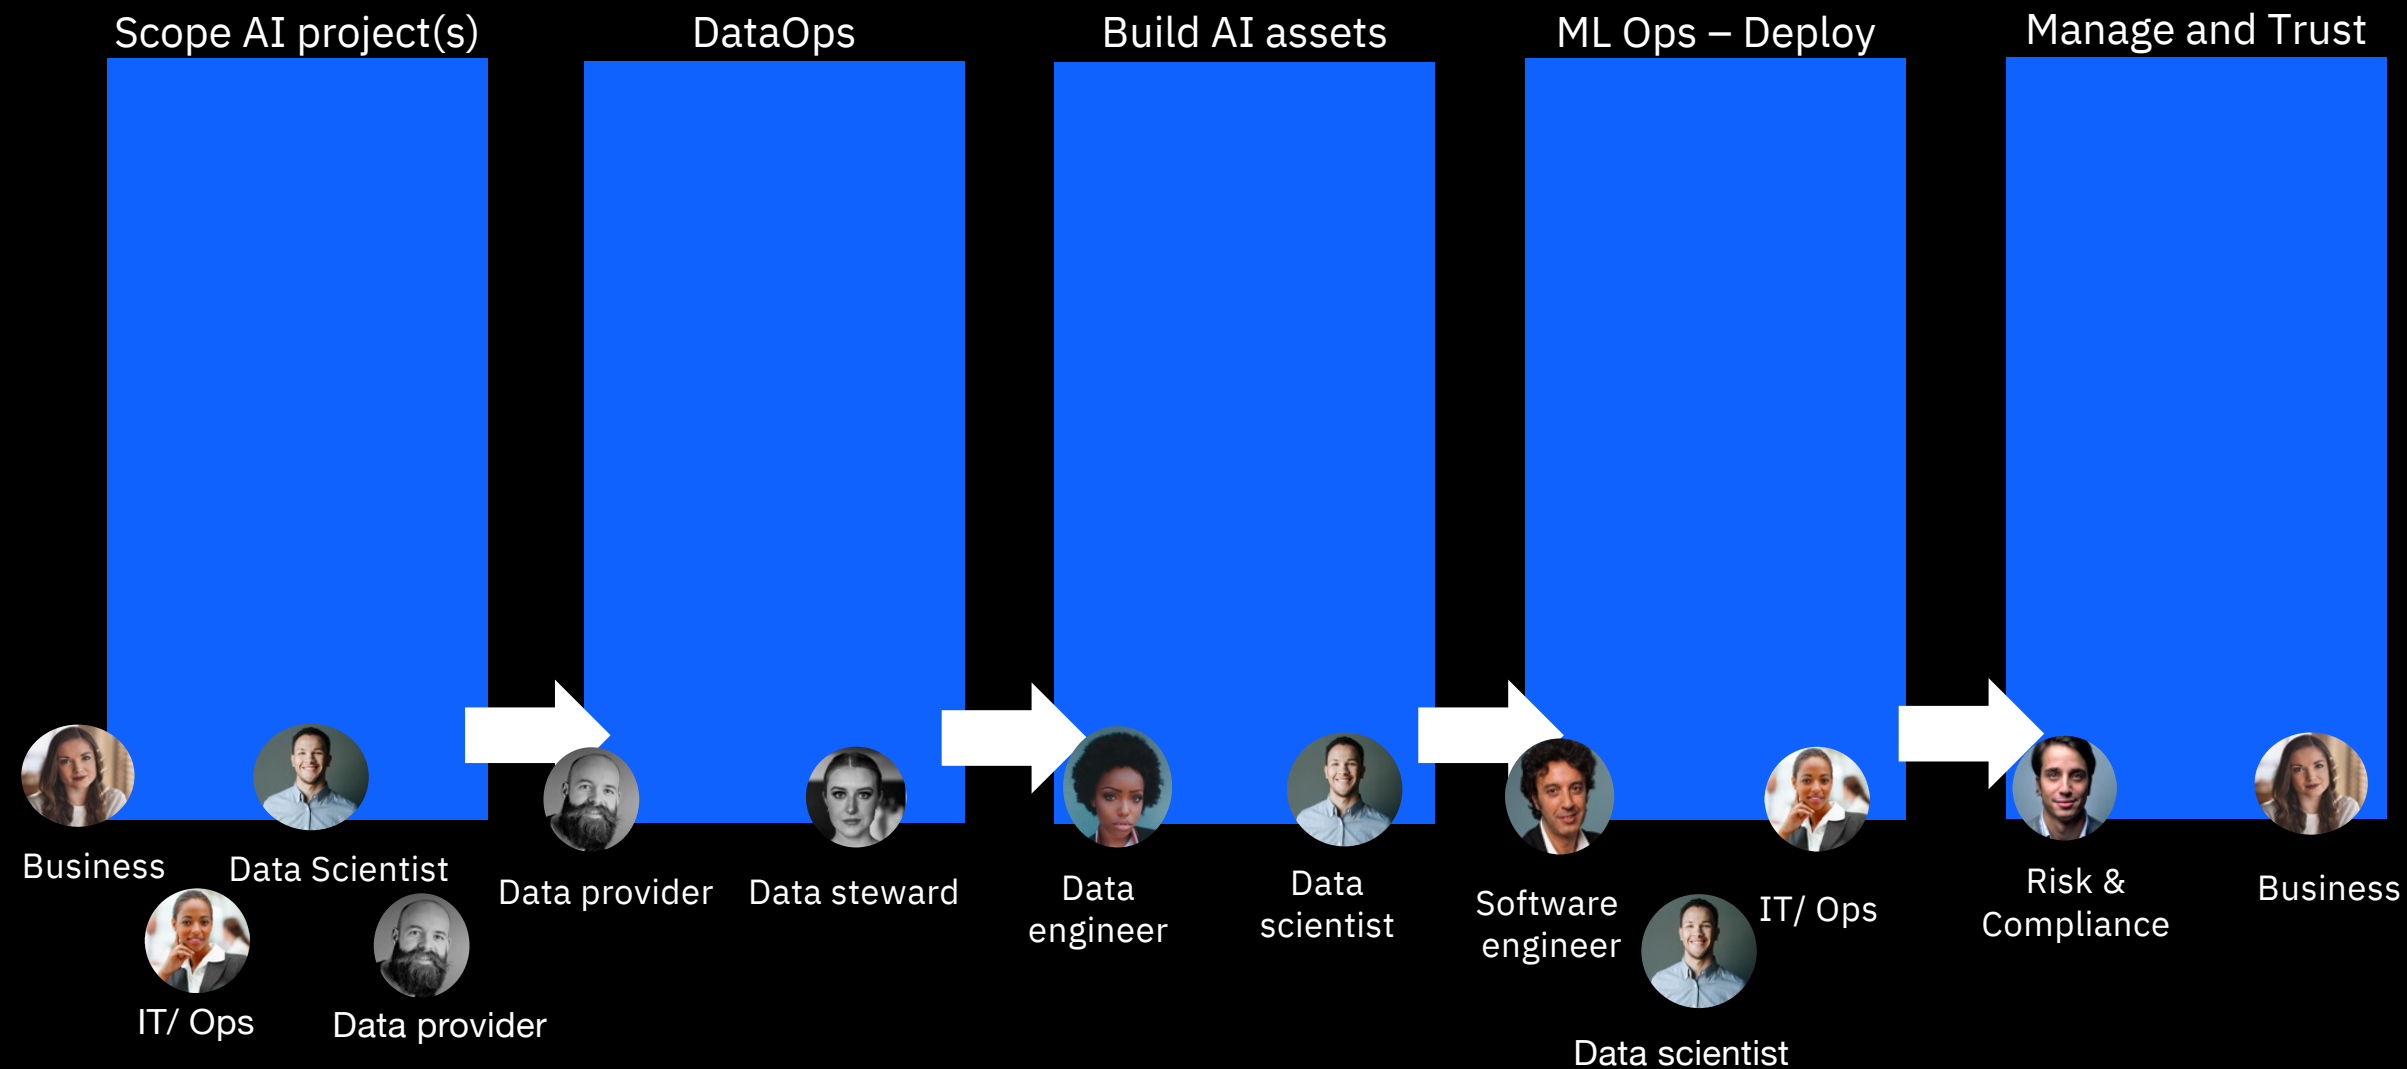 Scope AI project(s)
DataOps
Build AI assets
ML Ops – Deploy
Manage and Trust
Business
Data Scientist
IT/ Ops
Data provider
Data provider
Data steward
Data
engineer
Data
scientist
Software
engineer
IT/ Ops
Data scientist
Risk &
Compliance
Business